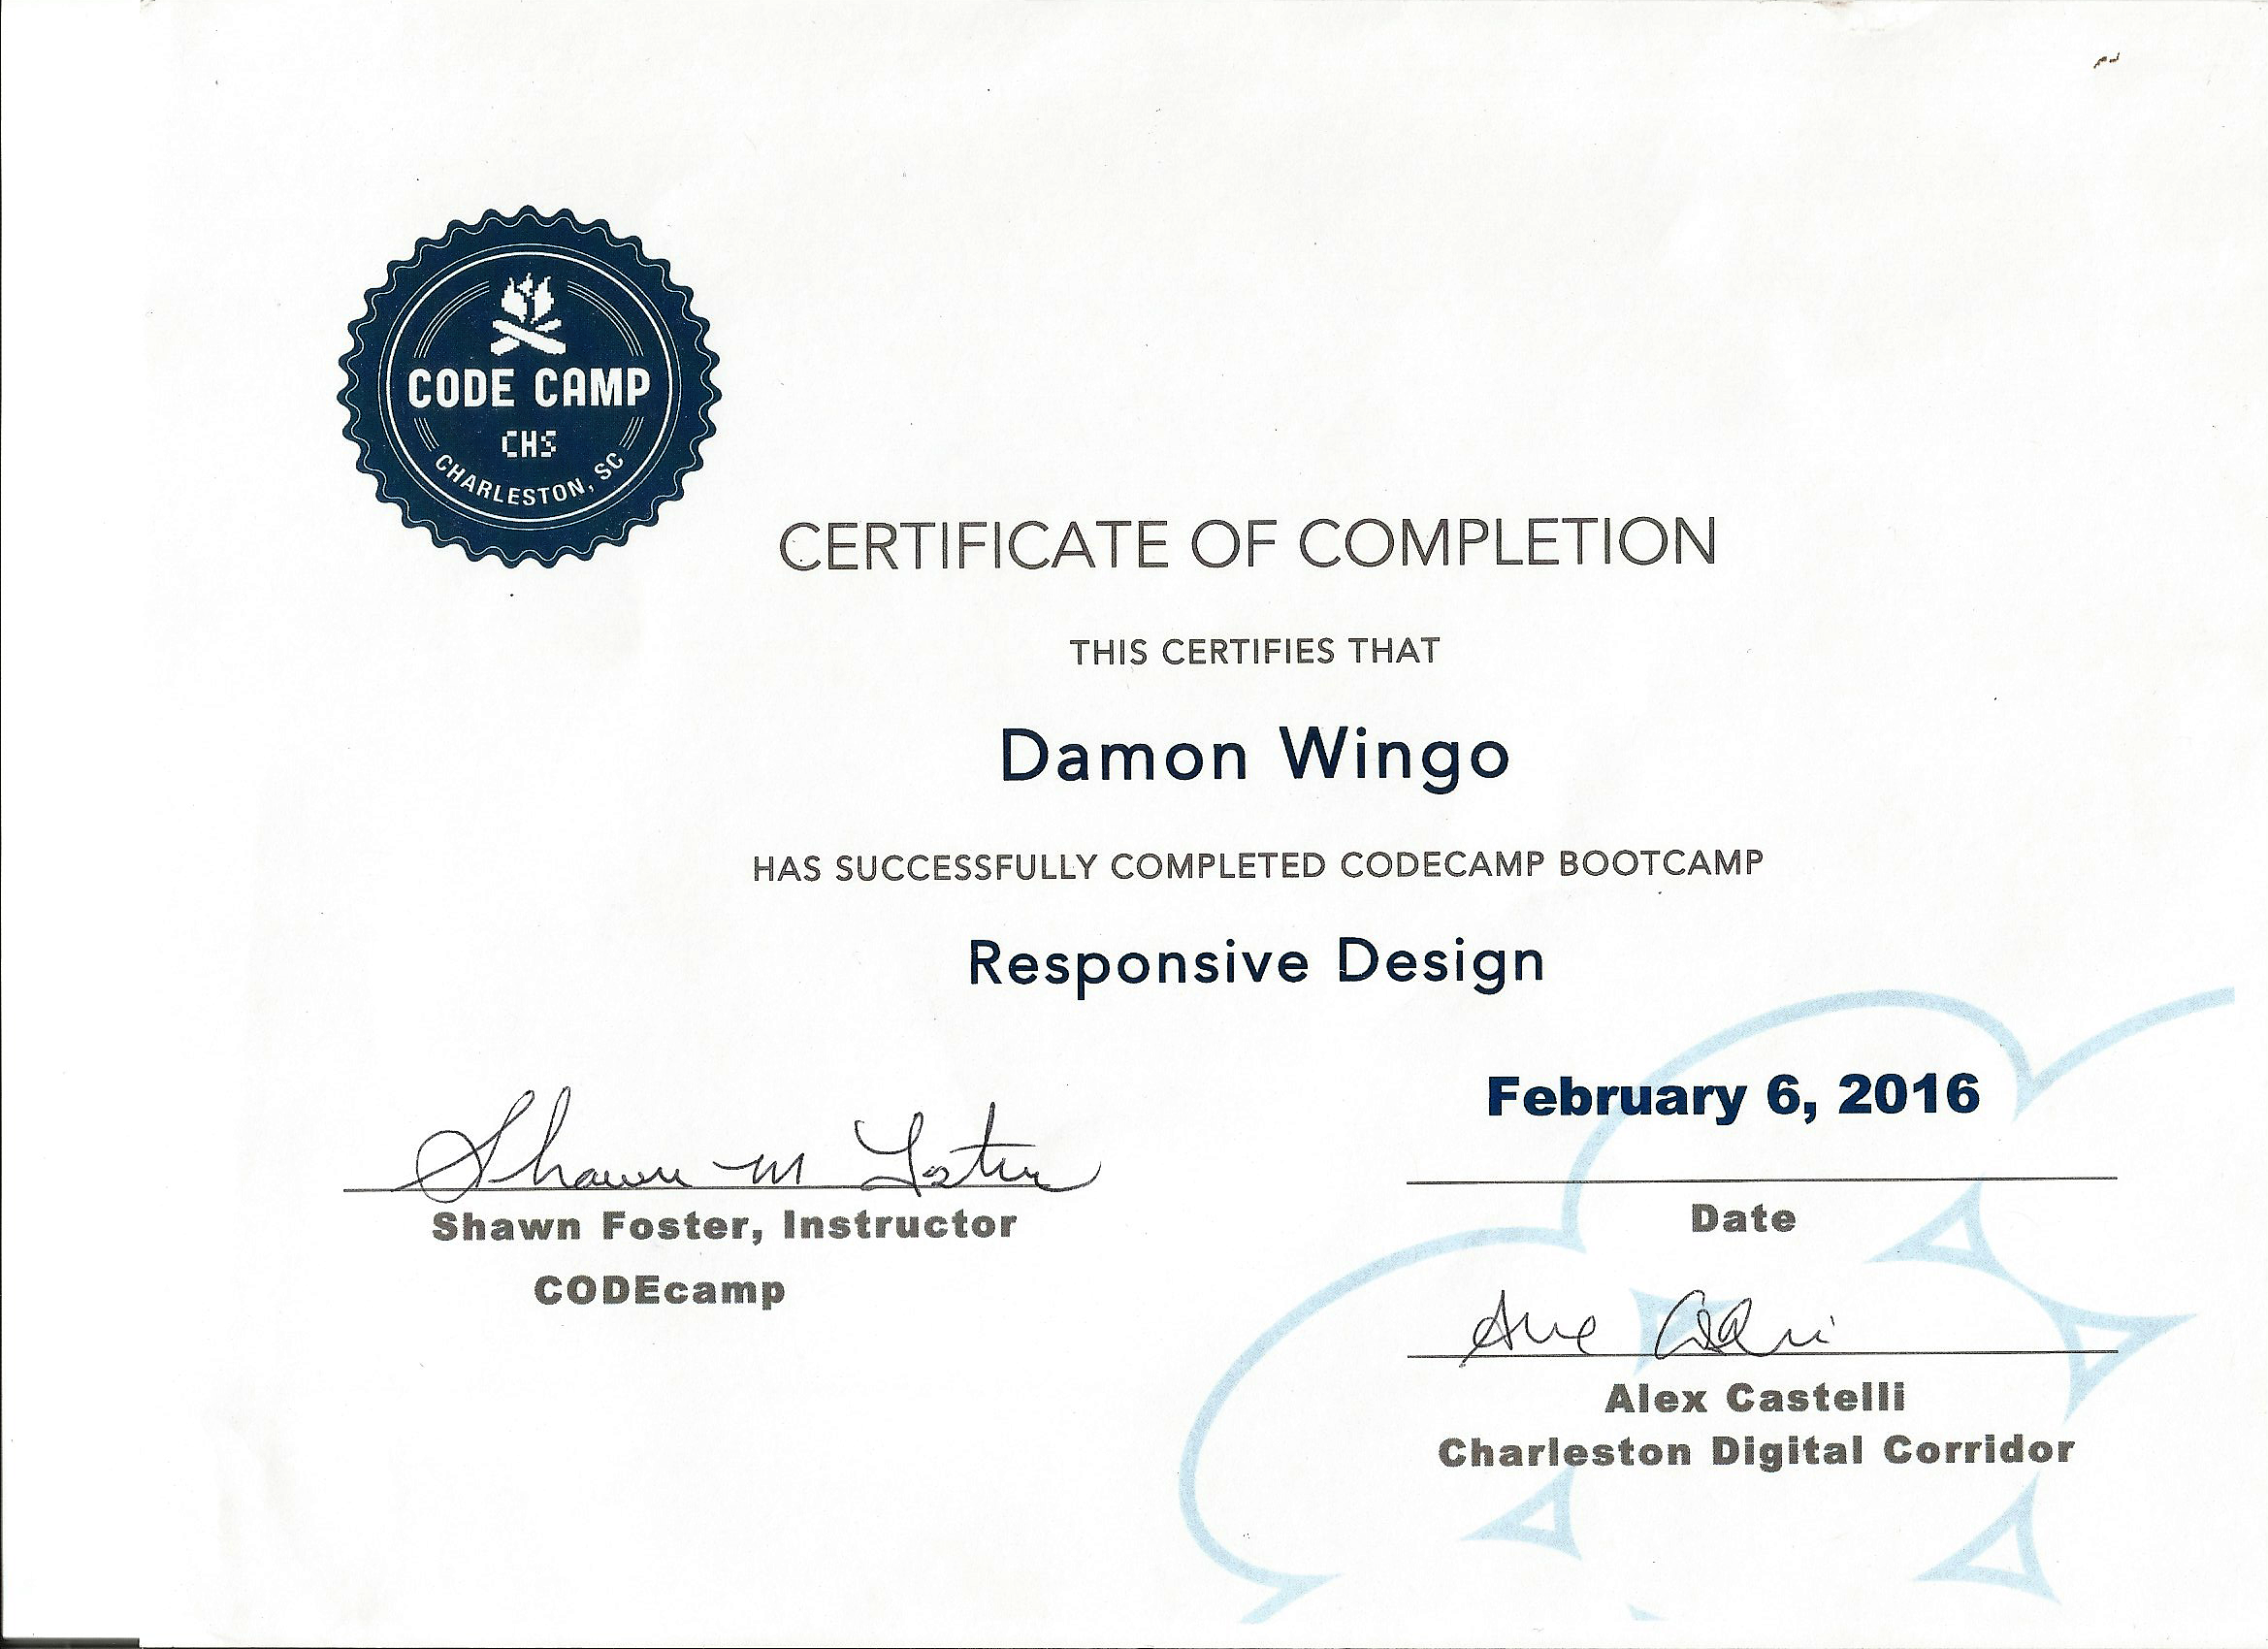 CODE CAMP
CHS
CHARLESTON, SC
CERTIFICATE OF COMPLETION
THIS CERTIFIES THAT
Damon Wingo
HAS SUCCESSFULLY COMPLETED CODECAMP BOOTCAMP
Responsive Design
February 6, 2016
Shawn M Foster
Shawn Foster, Instructor
CODEcamp
Date
Alex Castelli
Alex Castelli
Charleston Digital Corridor